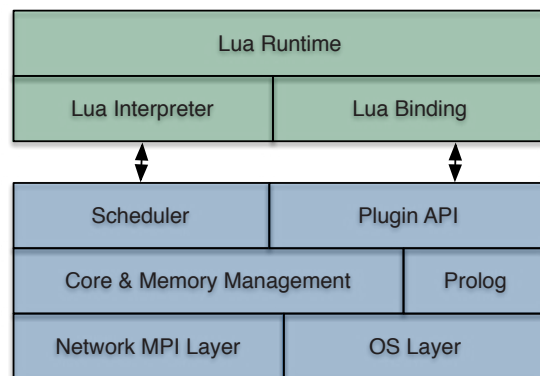 Lua Runtime
Lua Interpreter Lua Binding
Scheduler Plugin API
Core & Memory Management Prolog
Network MPI Layer OS Layer